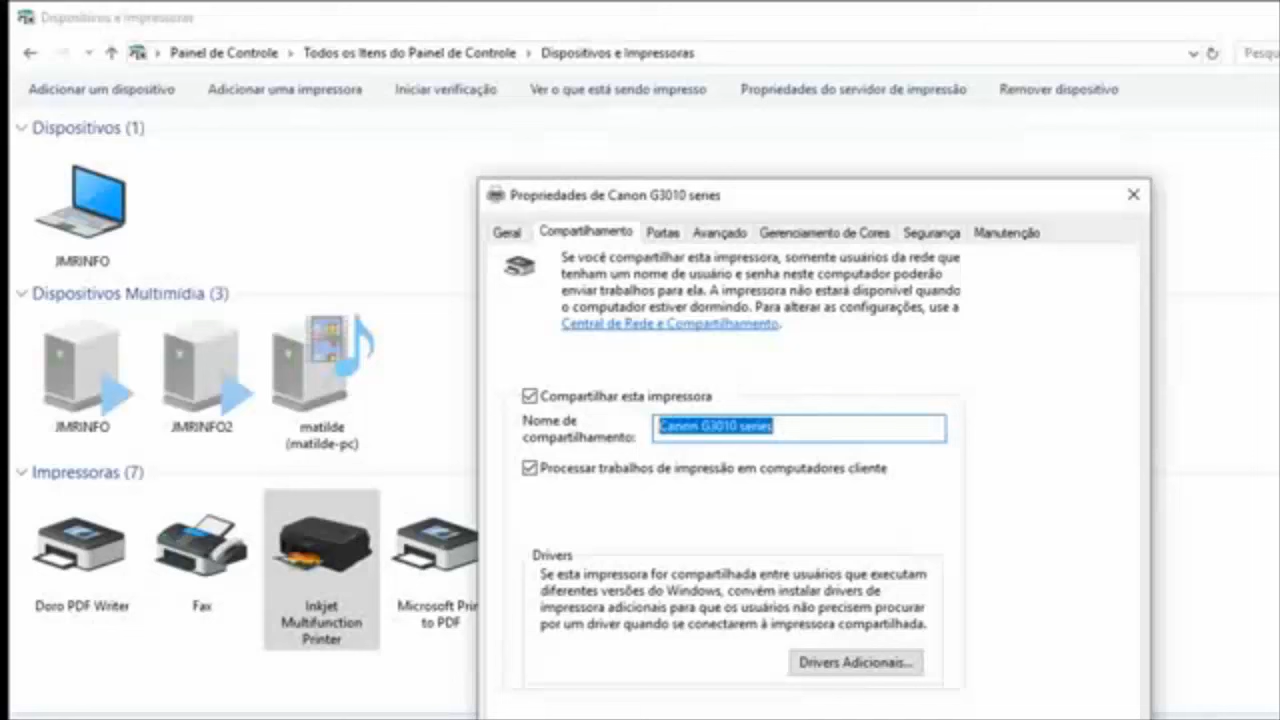 Dispositivos e Impressoras
Painel de Controle > Todos os Itens do Painel de Controle > Dispositivos e Impressoras
Pesqu
Adicionar um dispositivo Adicionar uma impressora Iniciar verificação Ver o que está sendo impresso Propriedades do servidor de impressão Remover dispositivo
Dispositivos (1)
JMRINFO
Dispositivos Multimídia (3)
JMRINFO JMRINFO2 matilde
(matilde-pc)
Impressoras (7)
Doro PDF Writer Fax Inkjet Microsoft Prin
Multifunction to PDF
Printer
Propriedades de Canon G3010 series
Geral Compartilhamento Portas Avançado Gerenciamento de Cores Segurança Manutenção
Se você compartilhar esta impressora, somente usuários da rede que
tenham um nome de usuário e senha neste computador poderão
enviar trabalhos para ela. A impressora não estará disponível quando
o computador estiver dormindo. Para alterar as configurações, use a
Central de Rede e Compartilhamento.
Compartilhar esta impressora
Nome de
compartilhamento:
Canon G3010 series
Processar trabalhos de impressão em computadores cliente
Drivers
Se esta impressora for compartilhada entre usuários que executam
diferentes versões do Windows, convém instalar drivers de
impressora adicionais para que os usuários não precisem procurar
por um driver quando se conectarem à impressora compartilhada.
Drivers Adicionais...